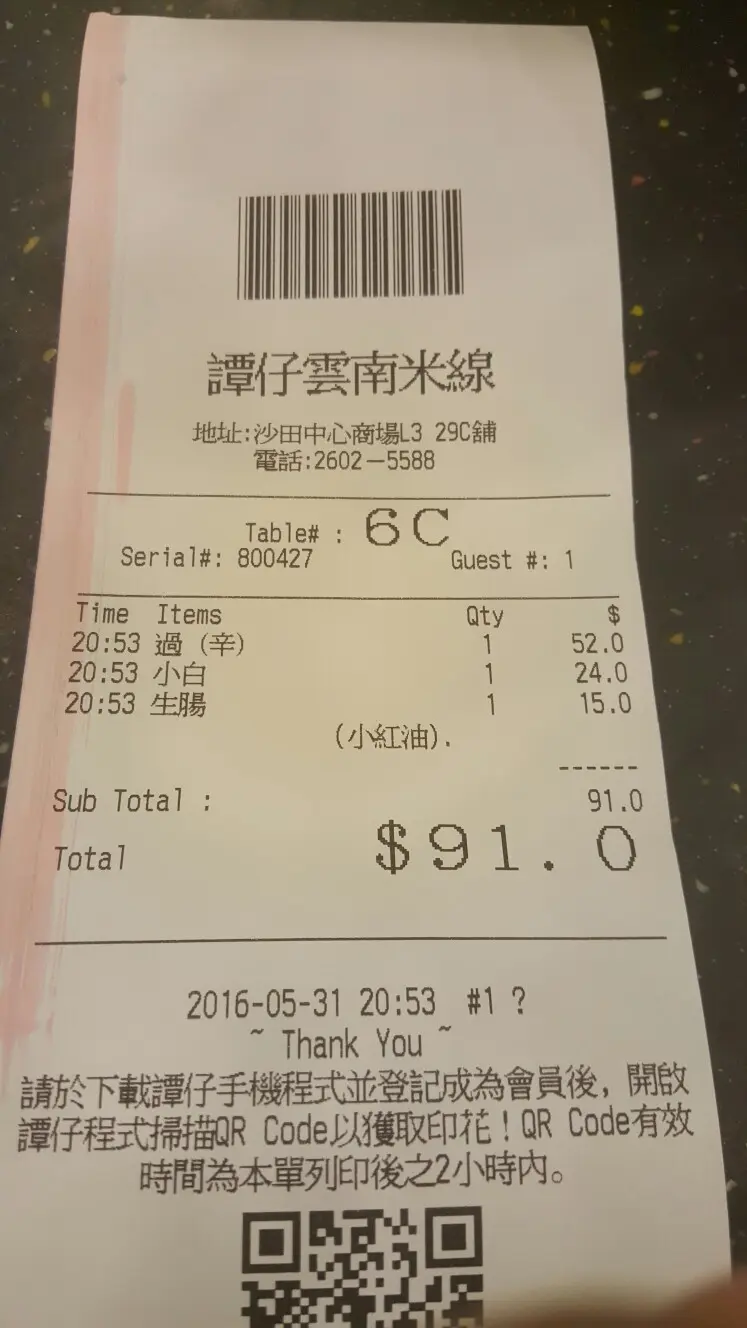 譚仔雲南米線
地址:沙田中心商場L3 29C舖
電話:2602-5588
Table# : 6C
Serial#: 800427 Guest #: 1
Time Items Qty $
20:53 過 (辛) 1 52.0
20:53 小白 1 24.0
20:53 生腸 1 15.0
(小紅油).
------
Sub Total : 91.0
Total $91.0
2016-05-31 20:53 #1 ?
~ Thank You ~
請於下載譚仔手機程式並登記成為會員後, 開啟
譚仔程式掃描QR Code以獲取印花！QR Code有效
時間為本單列印後之2小時內。